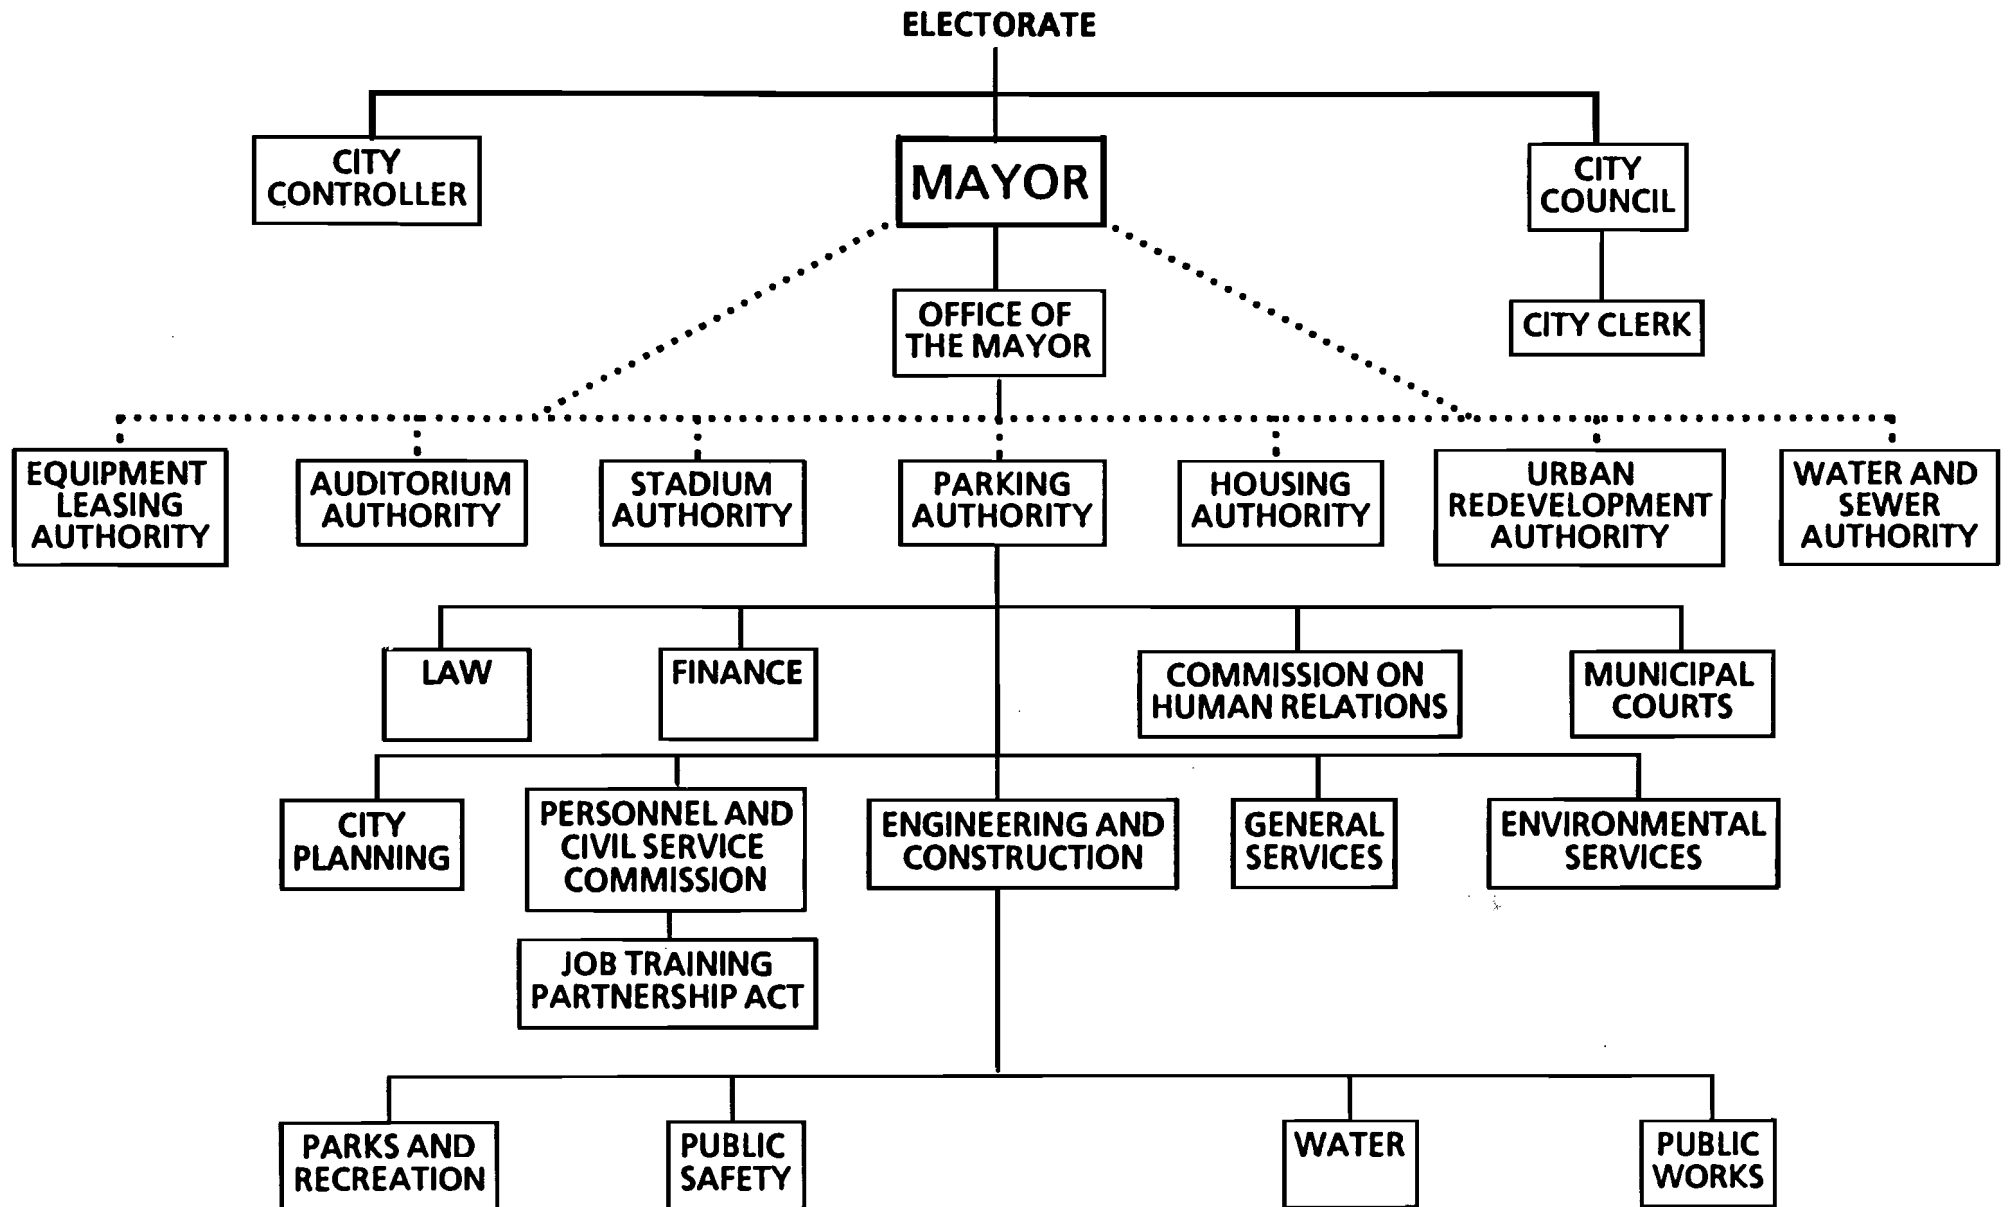 ELECTORATE
CITY
CONTROLLER
MAYOR
CITY
COUNCIL
OFFICE OF
THE MAYOR
CITY CLERK
EQUIPMENT
LEASING
AUTHORITY
AUDITORIUM
AUTHORITY
STADIUM
AUTHORITY
PARKING
AUTHORITY
HOUSING
AUTHORITY
URBAN
REDEVELOPMENT
AUTHORITY
WATER AND
SEWER
AUTHORITY
LAW
FINANCE
COMMISSION ON
HUMAN RELATIONS
MUNICIPAL
COURTS
CITY
PLANNING
PERSONNEL AND
CIVIL SERVICE
COMMISSION
ENGINEERING AND
CONSTRUCTION
GENERAL
SERVICES
ENVIRONMENTAL
SERVICES
JOB TRAINING
PARTNERSHIP ACT
PARKS AND
RECREATION
PUBLIC
SAFETY
WATER
PUBLIC
WORKS